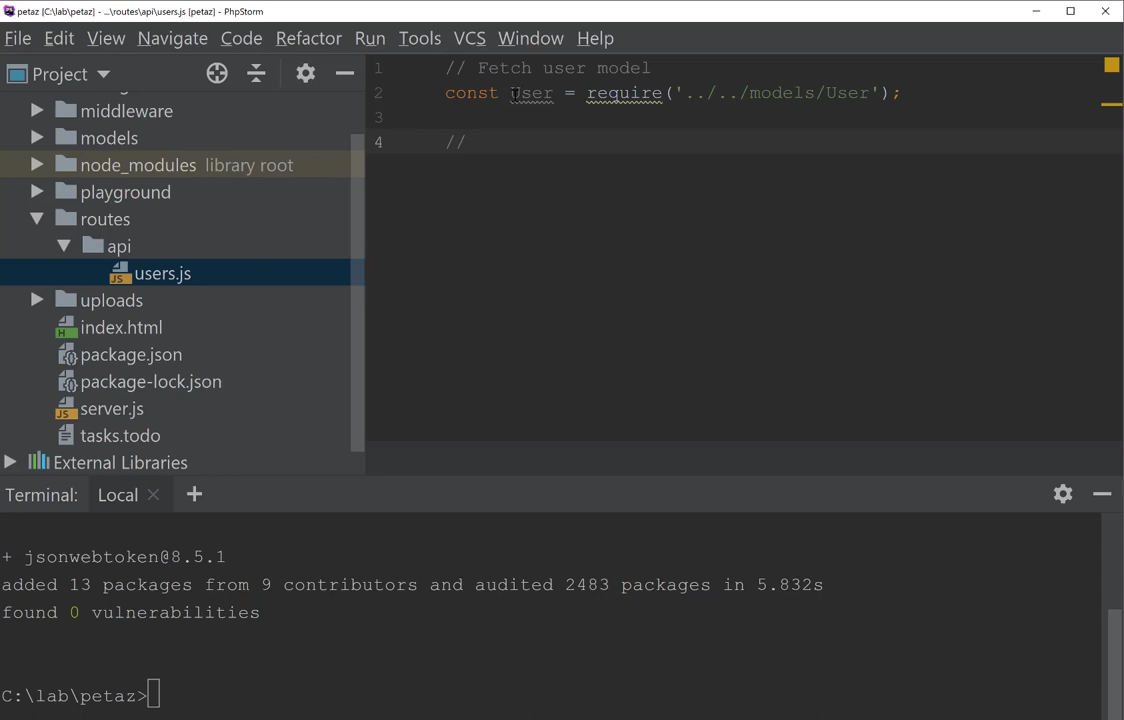 petaz [C:\lab\petaz] - ...\routes\api\users.js [petaz] - PhpStorm
File Edit View Navigate Code Refactor Run Tools VCS Window Help
Project
middleware
models
node_modules library root
playground
routes
api
users.js
uploads
index.html
package.json
package-lock.json
server.js
tasks.todo
External Libraries
1 // Fetch user model
2 const User = require('../../models/User');
3
4 //
Terminal: Local
+ jsonwebtoken@8.5.1
added 13 packages from 9 contributors and audited 2483 packages in 5.832s
found 0 vulnerabilities
C:\lab\petaz>